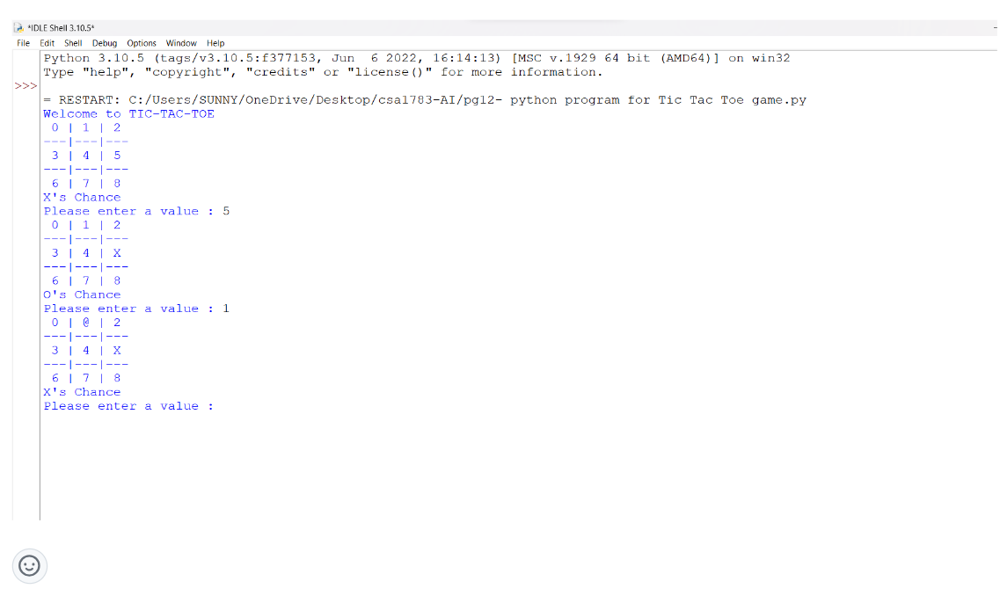 *IDLE Shell 3.10.5*
File Edit Shell Debug Options Window Help
Python 3.10.5 (tags/v3.10.5:f377153, Jun  6 2022, 16:14:13) [MSC v.1929 64 bit (AMD64)] on win32
Type "help", "copyright", "credits" or "license()" for more information.
>>>
= RESTART: C:/Users/SUNNY/OneDrive/Desktop/csa1783-AI/pg12- python program for Tic Tac Toe game.py
Welcome to TIC-TAC-TOE
 0 | 1 | 2
---|---|---
 3 | 4 | 5
---|---|---
 6 | 7 | 8
X's Chance
Please enter a value : 5
 0 | 1 | 2
---|---|---
 3 | 4 | X
---|---|---
 6 | 7 | 8
O's Chance
Please enter a value : 1
 0 | @ | 2
---|---|---
 3 | 4 | X
---|---|---
 6 | 7 | 8
X's Chance
Please enter a value :